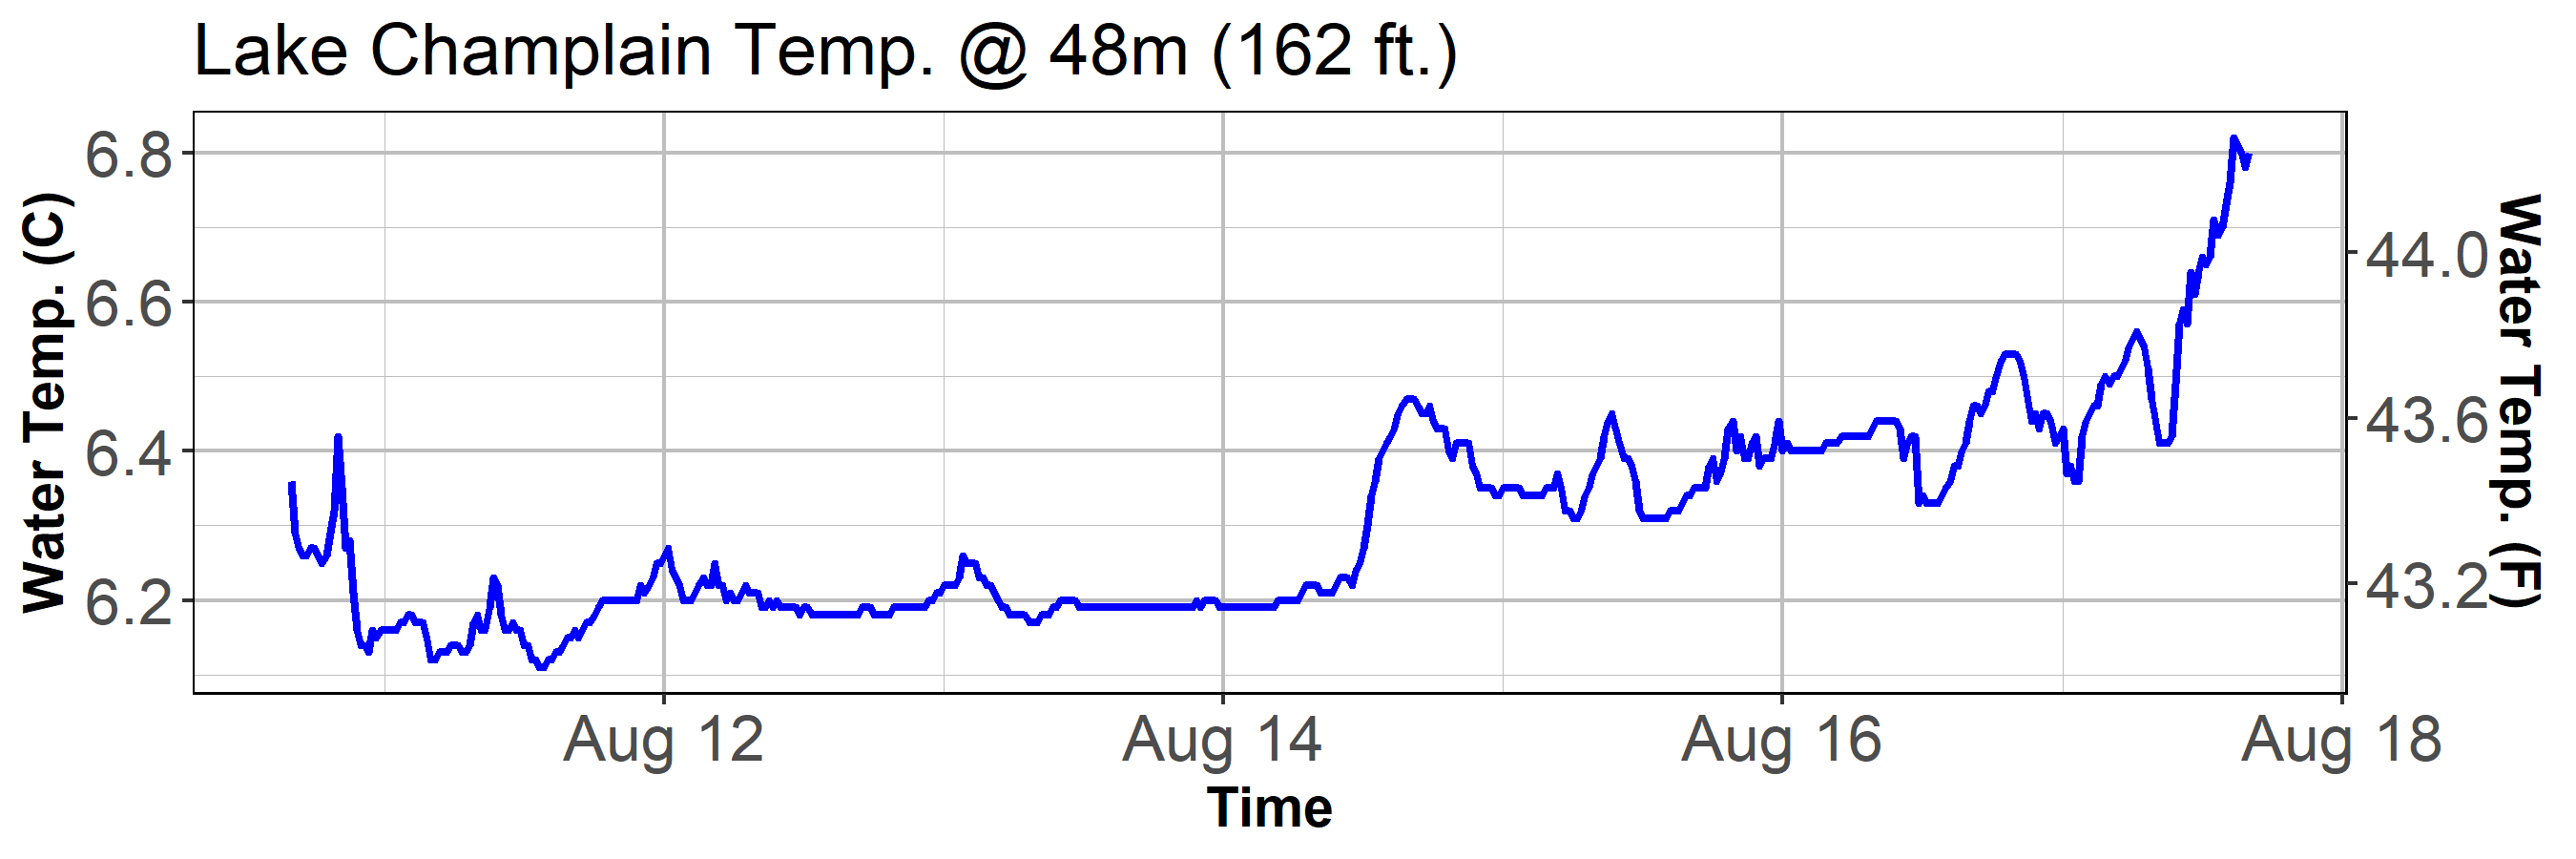 Lake Champlain Temp. @ 48m (162 ft.)
Water Temp. (C)
6.8
6.6
6.4
6.2
44.0
43.6
43.2
Water Temp. (F)
Aug 12 Aug 14 Aug 16 Aug 18
Time